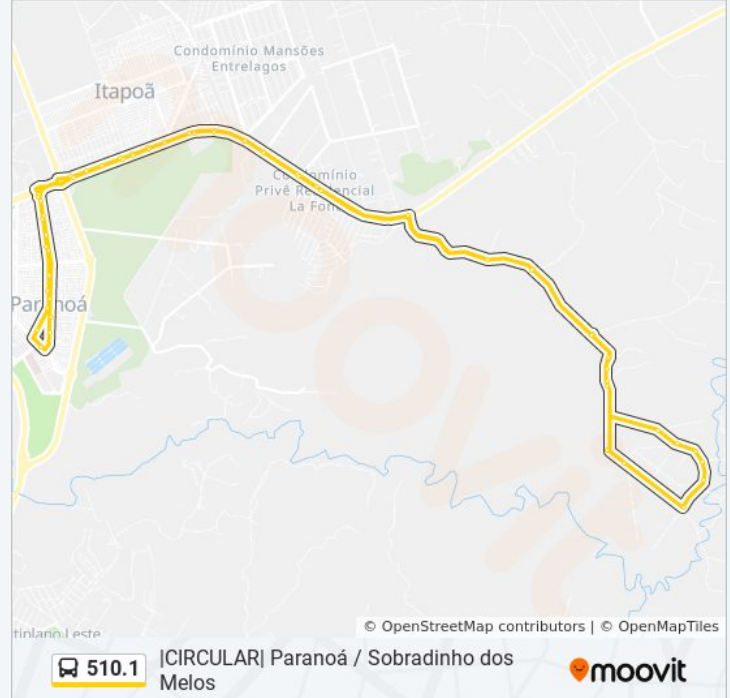 Condomínio Mansões
Entrelagos
Itapoã
Condomínio
Privê Residencial
La Font
Paranoá
tiplano Leste
© OpenStreetMap contributors | © OpenMapTiles
510.1
|CIRCULAR| Paranoá / Sobradinho dos
Melos
moovit